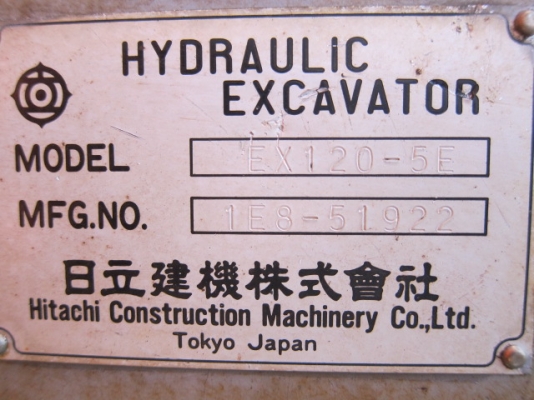 HYDRAULIC
EXCAVATOR
MODEL EX120-5E
MFG.NO. 1E8-51922
日立建機株式會社
Hitachi Construction Machinery Co.,Ltd.
Tokyo Japan